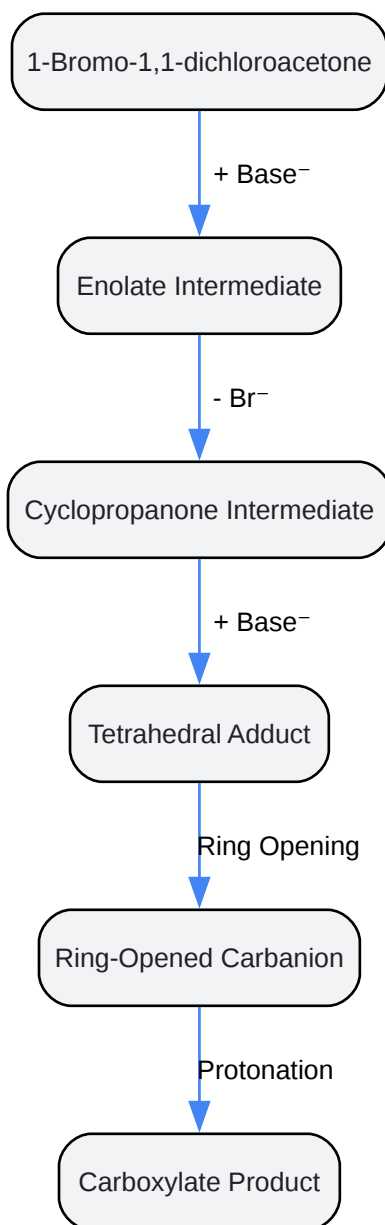 1-Bromo-1,1-dichloroacetone
+ Base⁻
Enolate Intermediate
- Br⁻
Cyclopropanone Intermediate
+ Base⁻
Tetrahedral Adduct
Ring Opening
Ring-Opened Carbanion
Protonation
Carboxylate Product